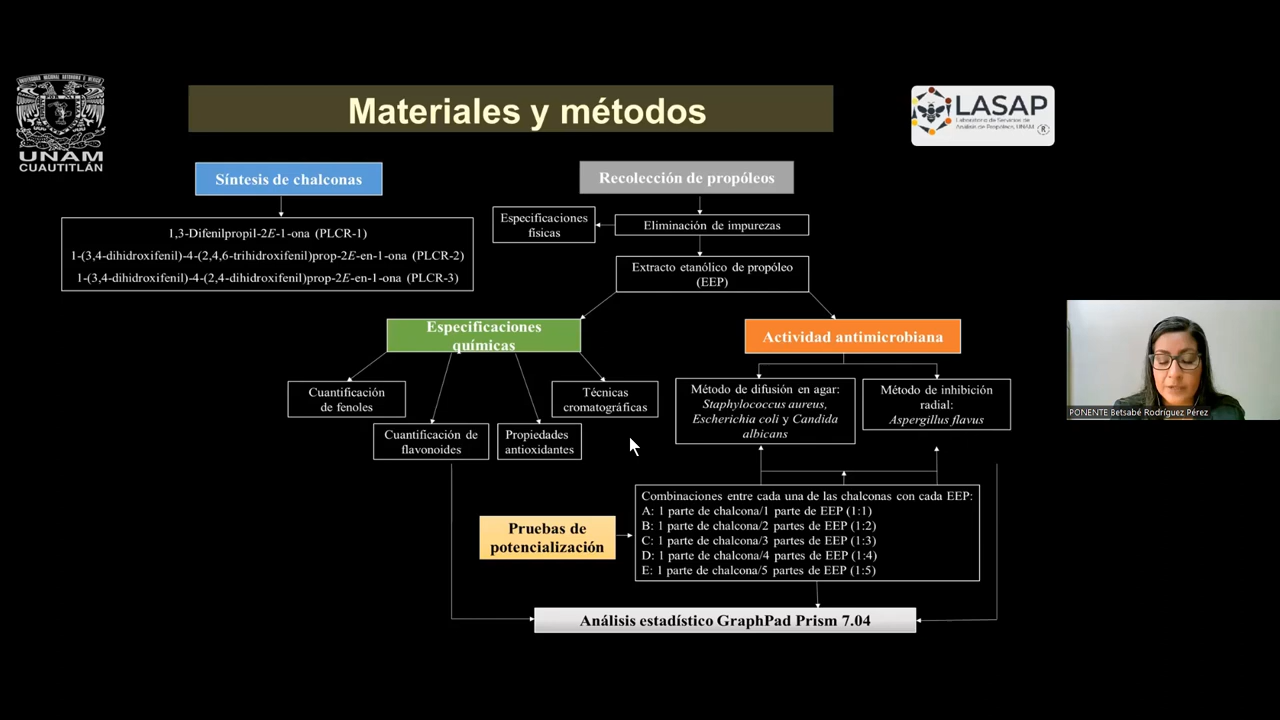 UNAM
CUAUTITLÁN
Materiales y métodos
LASAP
Laboratorio de Servicios de
Análisis de Propóleos, UNAM
®
Síntesis de chalconas
1,3-Difenilpropil-2E-1-ona (PLCR-1)
1-(3,4-dihidroxifenil)-4-(2,4,6-trihidroxifenil)prop-2E-en-1-ona (PLCR-2)
1-(3,4-dihidroxifenil)-4-(2,4-dihidroxifenil)prop-2E-en-1-ona (PLCR-3)
Recolección de propóleos
Especificaciones
físicas
Eliminación de impurezas
Extracto etanólico de propóleo
(EEP)
Especificaciones
químicas
Cuantificación
de fenoles
Cuantificación de
flavonoides
Propiedades
antioxidantes
Técnicas
cromatográficas
Actividad antimicrobiana
Método de difusión en agar:
Staphylococcus aureus,
Escherichia coli y Candida
albicans
Método de inhibición
radial:
Aspergillus flavus
Pruebas de
potencialización
Combinaciones entre cada una de las chalconas con cada EEP:
A: 1 parte de chalcona/1 parte de EEP (1:1)
B: 1 parte de chalcona/2 partes de EEP (1:2)
C: 1 parte de chalcona/3 partes de EEP (1:3)
D: 1 parte de chalcona/4 partes de EEP (1:4)
E: 1 parte de chalcona/5 partes de EEP (1:5)
Análisis estadístico GraphPad Prism 7.04
PONENTE Betsabé Rodríguez Pérez